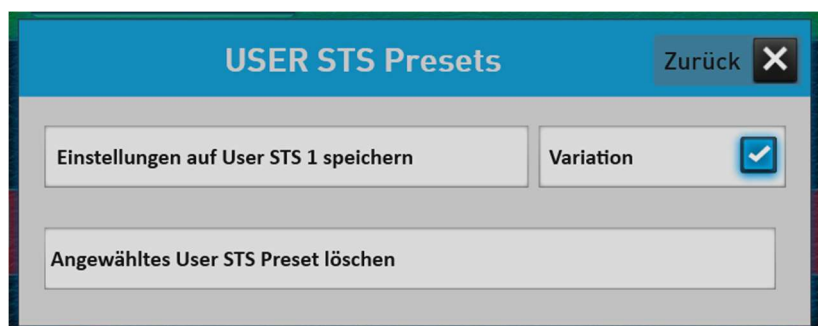 USER STS Presets
Zurück
Einstellungen auf User STS 1 speichern
Variation
Angewähltes User STS Preset löschen